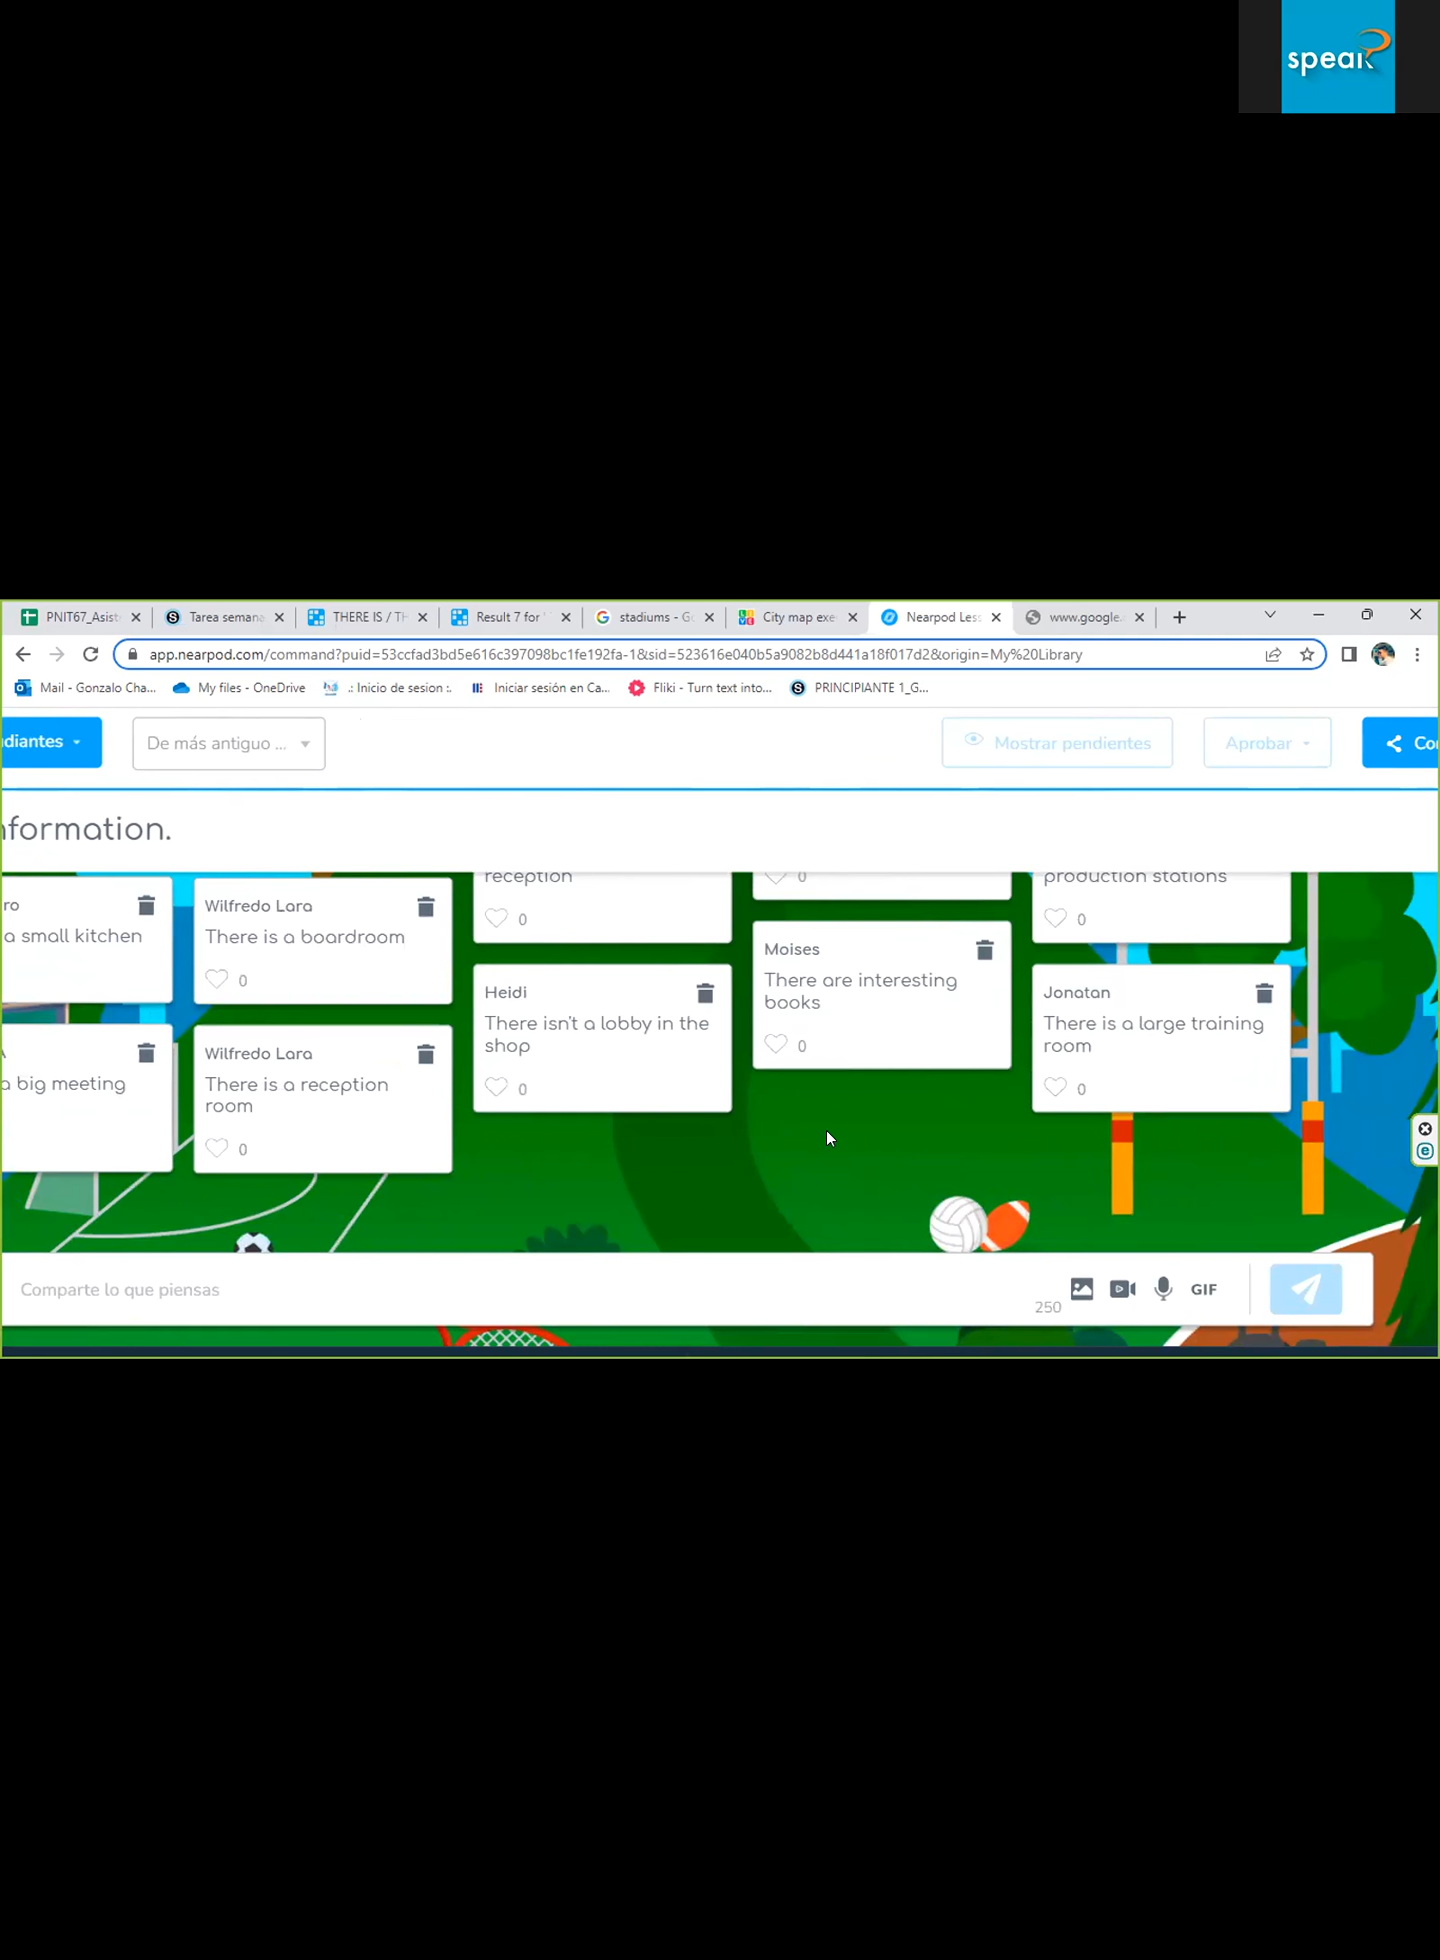 speak
PNIT67_Asist
Tarea semana
THERE IS / TH
Result 7 for '
stadiums - Go
City map exe
Nearpod Less
www.google.
app.nearpod.com/command?puid=53ccfad3bd5e616c397098bc1fe192fa-1&sid=523616e040b5a9082b8d441a18f017d2&origin=My%20Library
Mail - Gonzalo Cha...
My files - OneDrive
.: Inicio de sesion :.
Iniciar sesión en Ca...
Fliki - Turn text into...
PRINCIPIANTE 1_G...
diantes
De más antiguo ...
Mostrar pendientes
Aprobar
Co
nformation.
ro
a small kitchen
a big meeting
Wilfredo Lara
There is a boardroom
0
Wilfredo Lara
There is a reception
room
0
reception
0
Heidi
There isn't a lobby in the
shop
0
0
Moises
There are interesting
books
0
production stations
0
Jonatan
There is a large training
room
0
Comparte lo que piensas
250
GIF